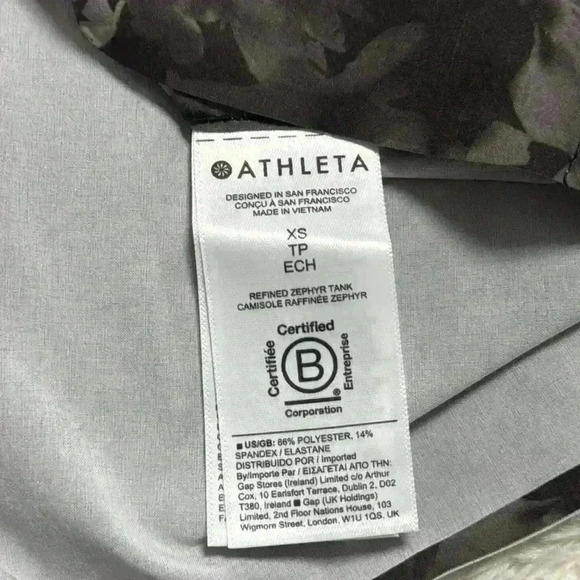 ATHLETA
DESIGNED IN SAN FRANCISCO
CONÇU À SAN FRANCISCO
MADE IN VIETNAM
XS
TP
ECH
REFINED ZEPHYR TANK
CAMISOLE RAFFINÉE ZEPHYR
Certified
Certifiée
B
Entreprise
®
Corporation
■ US/GB: 86% POLYESTER, 14%
SPANDEX / ELASTANE
DISTRIBUIDO POR / Imported
By/Importe Par / ΕΙΣΑΓΕΤΑΙ ΑΠΟ ΤΗΝ:
Gap Stores (Ireland) Limited c/o Arthur
Cox, 10 Earlsfort Terrace, Dublin 2, D02
T380, Ireland ■ Gap (UK Holdings)
Limited, 2nd Floor Nations House, 103
Wigmore Street, London, W1U 1QS, UK